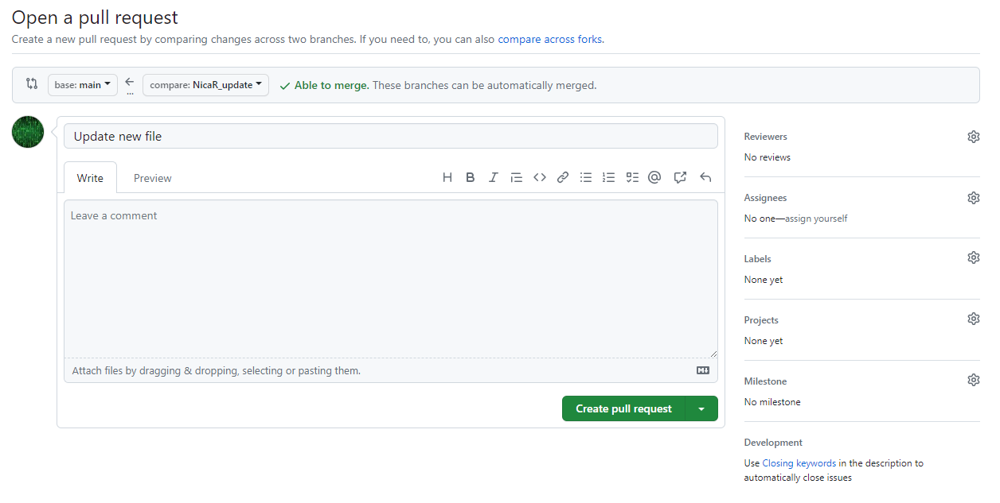 Open a pull request
Create a new pull request by comparing changes across two branches. If you need to, you can also compare across forks.
base: main ... compare: NicaR_update Able to merge. These branches can be automatically merged.
Update new file
Write Preview
Leave a comment
Attach files by dragging & dropping, selecting or pasting them.
Create pull request
Reviewers
No reviews
Assignees
No one—assign yourself
Labels
None yet
Projects
None yet
Milestone
No milestone
Development
Use Closing keywords in the description to
automatically close issues